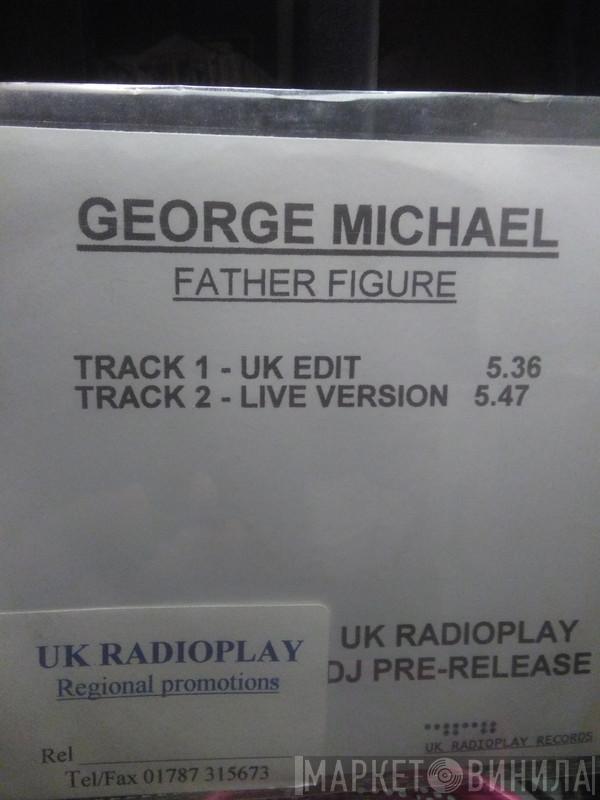 GEORGE MICHAEL
FATHER FIGURE
TRACK 1 - UK EDIT 5.36
TRACK 2 - LIVE VERSION 5.47
UK RADIOPLAY
DJ PRE-RELEASE
UK RADIOPLAY RECORDS
UK RADIOPLAY
Regional promotions
Rel
Tel/Fax 01787 315673
МАРКЕТ ВИНИЛА